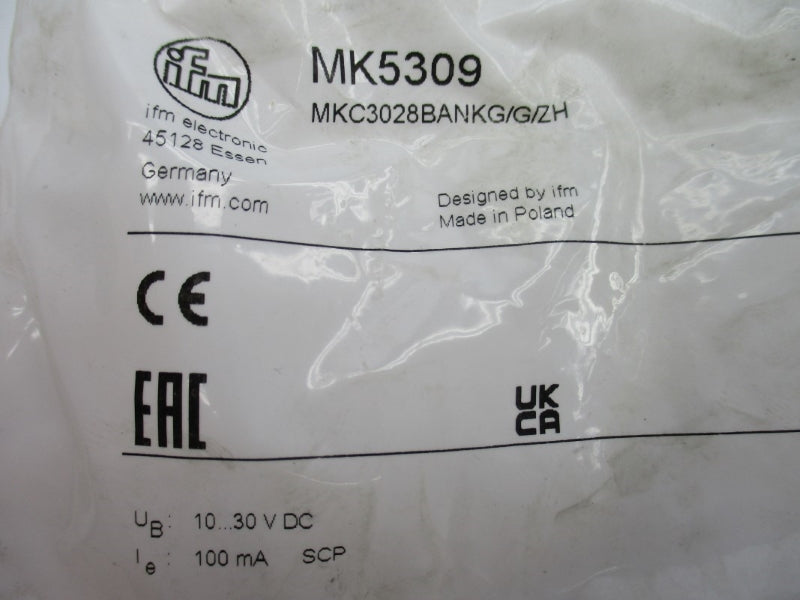 ifm
MK5309
MKC3028BANKG/G/ZH
ifm electronic
45128 Essen
Germany
www.ifm.com
Designed by ifm
Made in Poland
CE
EAC
UK
CA
UB: 10...30 V DC
Ie: 100 mA SCP